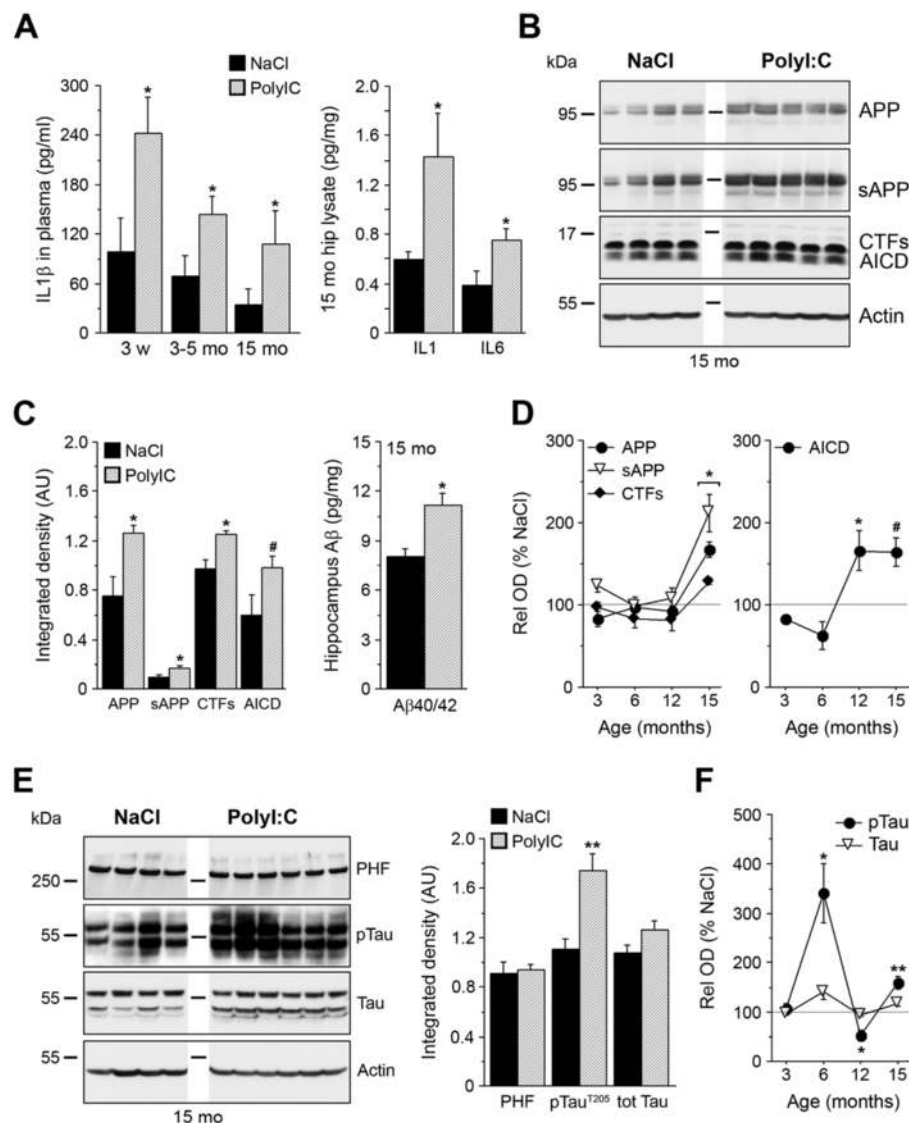 A
NaCl
PolyIC
IL1β in plasma (pg/ml)
300
240
180
120
60
0
*
*
*
3 w
3-5 mo
15 mo
15 mo hip lysate (pg/mg)
2.0
1.6
1.2
0.8
0.4
0
*
*
IL1
IL6
B
kDa
NaCl
PolyI:C
95
APP
95
sAPP
17
CTFs
AICD
55
Actin
15 mo
C
Integrated density (AU)
2.0
1.6
1.2
0.8
0.4
0
NaCl
PolyIC
*
*
*
#
APP
sAPP
CTFs
AICD
Hippocampus Aβ (pg/mg)
15
12
9
6
3
0
15 mo
*
Aβ40/42
D
Rel OD (% NaCl)
300
200
100
0
APP
sAPP
CTFs
*
3
6
12
15
Age (months)
300
200
100
0
AICD
*
#
3
6
12
15
Age (months)
E
kDa
NaCl
PolyI:C
250
PHF
55
pTau
55
Tau
55
Actin
15 mo
NaCl
PolyIC
Integrated density (AU)
2.0
1.6
1.2
0.8
0.4
0
**
PHF
pTauᵀ²⁰⁵
tot Tau
F
Rel OD (% NaCl)
500
400
300
200
100
0
pTau
Tau
*
*
**
3
6
12
15
Age (months)